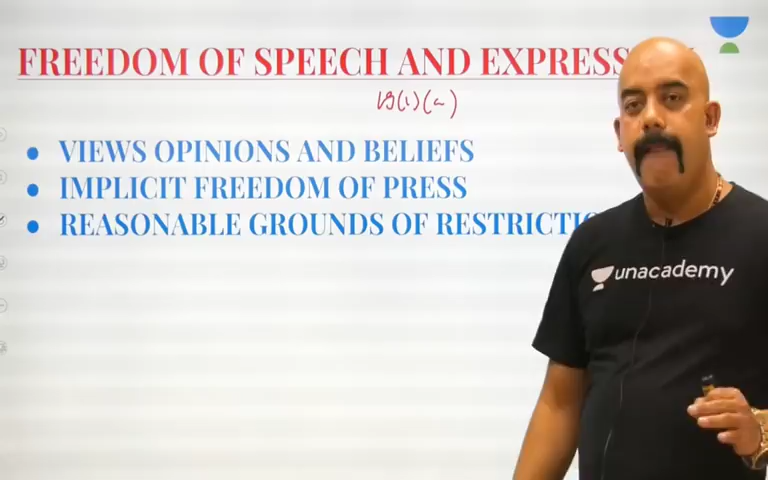 FREEDOM OF SPEECH AND EXPRESS
19(1)(a)
• VIEWS OPINIONS AND BELIEFS
• IMPLICIT FREEDOM OF PRESS
• REASONABLE GROUNDS OF RESTRICTIO
unacademy